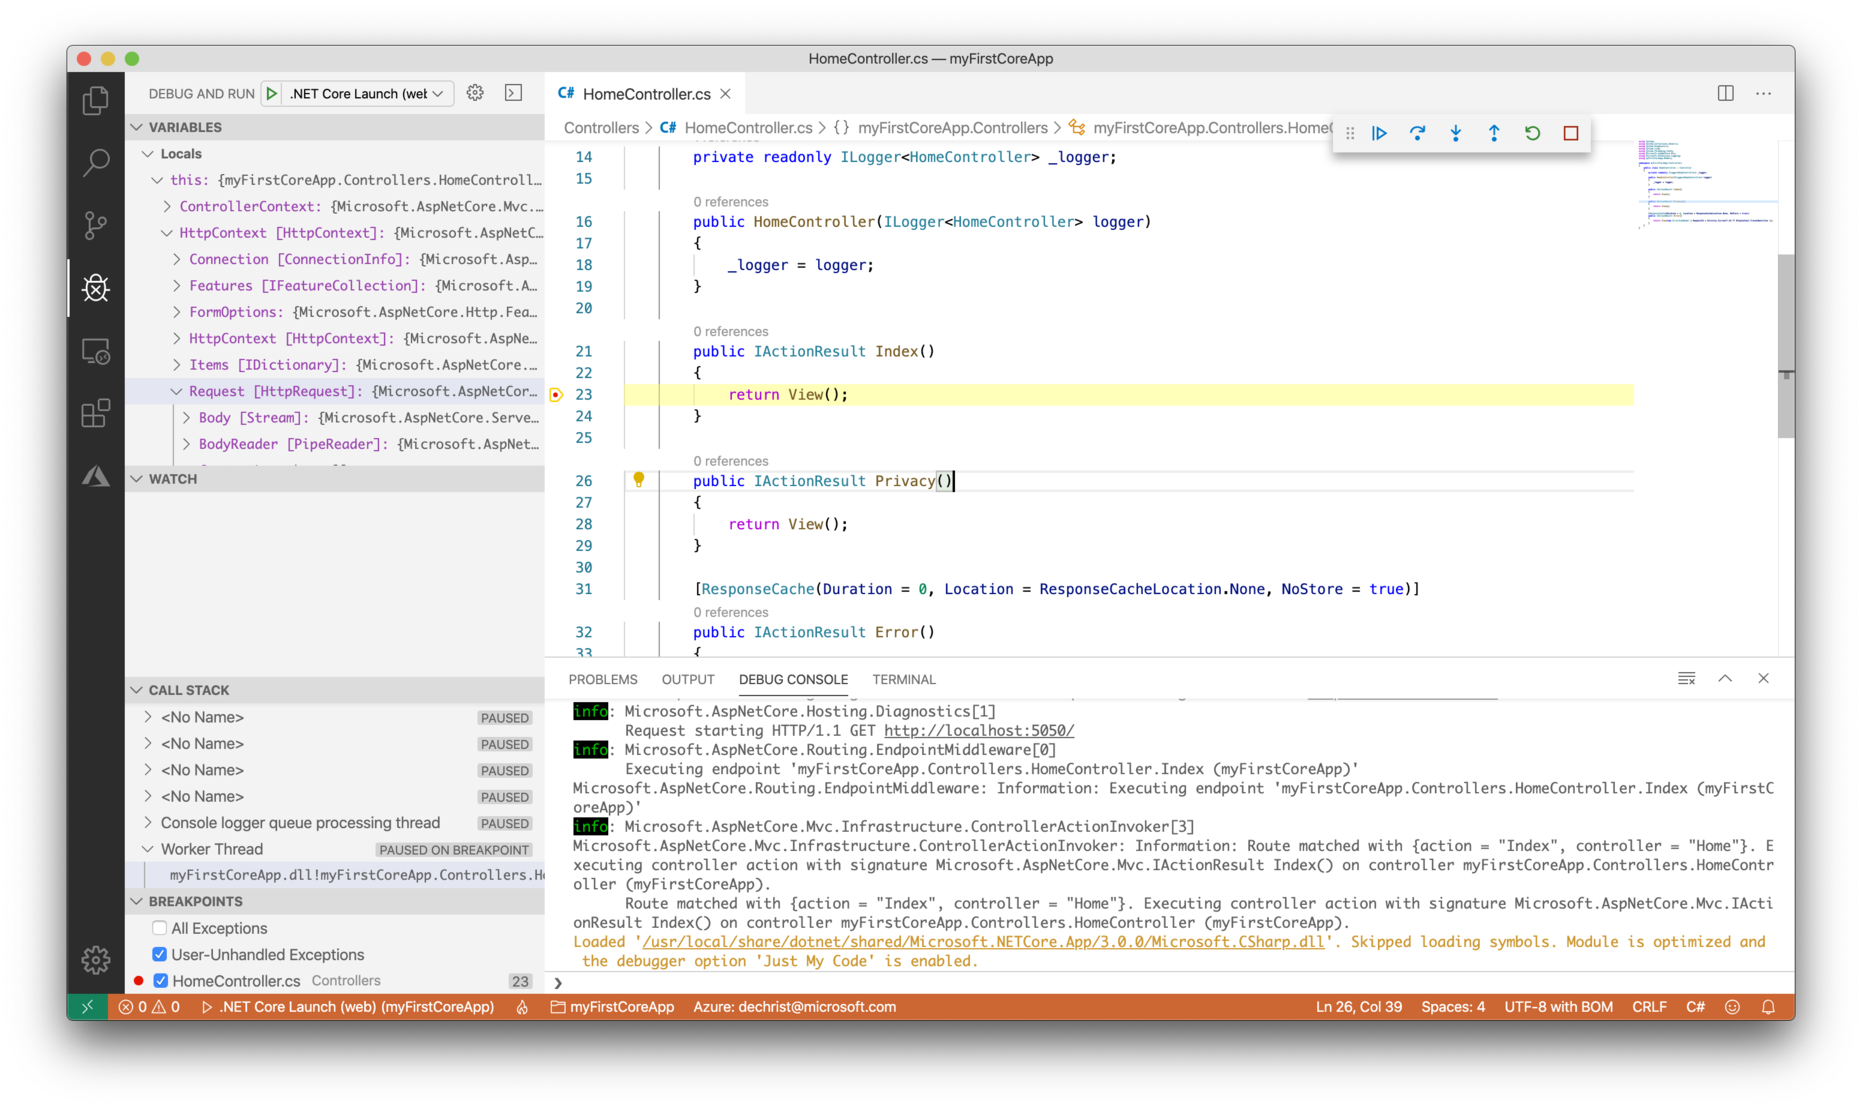 HomeController.cs — myFirstCoreApp
DEBUG AND RUN
.NET Core Launch (web
VARIABLES
Locals
this: {myFirstCoreApp.Controllers.HomeControll…
ControllerContext: {Microsoft.AspNetCore.Mvc.…
HttpContext [HttpContext]: {Microsoft.AspNetC…
Connection [ConnectionInfo]: {Microsoft.Asp…
Features [IFeatureCollection]: {Microsoft.A…
FormOptions: {Microsoft.AspNetCore.Http.Fea…
HttpContext [HttpContext]: {Microsoft.AspNe…
Items [IDictionary]: {Microsoft.AspNetCore.…
Request [HttpRequest]: {Microsoft.AspNetCor…
Body [Stream]: {Microsoft.AspNetCore.Serve…
BodyReader [PipeReader]: {Microsoft.AspNet…
WATCH
CALL STACK
<No Name> PAUSED
<No Name> PAUSED
<No Name> PAUSED
<No Name> PAUSED
Console logger queue processing thread PAUSED
Worker Thread PAUSED ON BREAKPOINT
myFirstCoreApp.dll!myFirstCoreApp.Controllers.Ho
BREAKPOINTS
All Exceptions
User-Unhandled Exceptions
HomeController.cs Controllers 23
C# HomeController.cs
Controllers > C# HomeController.cs > {} myFirstCoreApp.Controllers > myFirstCoreApp.Controllers.HomeC
14 private readonly ILogger<HomeController> _logger;
15
0 references
16 public HomeController(ILogger<HomeController> logger)
17 {
18 _logger = logger;
19 }
20
0 references
21 public IActionResult Index()
22 {
23 return View();
24 }
25
0 references
26 public IActionResult Privacy()
27 {
28 return View();
29 }
30
31 [ResponseCache(Duration = 0, Location = ResponseCacheLocation.None, NoStore = true)]
0 references
32 public IActionResult Error()
33 {
PROBLEMS OUTPUT DEBUG CONSOLE TERMINAL
info: Microsoft.AspNetCore.Hosting.Diagnostics[1]
Request starting HTTP/1.1 GET http://localhost:5050/
info: Microsoft.AspNetCore.Routing.EndpointMiddleware[0]
Executing endpoint 'myFirstCoreApp.Controllers.HomeController.Index (myFirstCoreApp)'
Microsoft.AspNetCore.Routing.EndpointMiddleware: Information: Executing endpoint 'myFirstCoreApp.Controllers.HomeController.Index (myFirstC
oreApp)'
info: Microsoft.AspNetCore.Mvc.Infrastructure.ControllerActionInvoker[3]
Microsoft.AspNetCore.Mvc.Infrastructure.ControllerActionInvoker: Information: Route matched with {action = "Index", controller = "Home"}. E
xecuting controller action with signature Microsoft.AspNetCore.Mvc.IActionResult Index() on controller myFirstCoreApp.Controllers.HomeContr
oller (myFirstCoreApp).
Route matched with {action = "Index", controller = "Home"}. Executing controller action with signature Microsoft.AspNetCore.Mvc.IActi
onResult Index() on controller myFirstCoreApp.Controllers.HomeController (myFirstCoreApp).
Loaded '/usr/local/share/dotnet/shared/Microsoft.NETCore.App/3.0.0/Microsoft.CSharp.dll'. Skipped loading symbols. Module is optimized and
the debugger option 'Just My Code' is enabled.
0 0 .NET Core Launch (web) (myFirstCoreApp) myFirstCoreApp Azure: dechrist@microsoft.com Ln 26, Col 39 Spaces: 4 UTF-8 with BOM CRLF C#